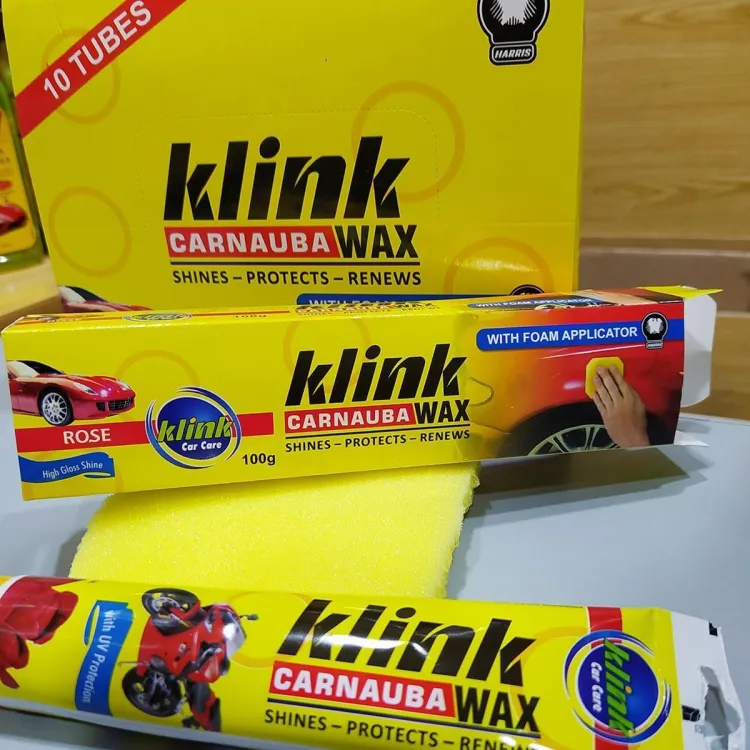 10 TUBES
HARRIS
klink
CARNAUBA WAX
SHINES – PROTECTS – RENEWS
100g
WITH FOAM APPLICATOR
WITH FOAM APPLICATOR
klink
CARNAUBA WAX
SHINES – PROTECTS – RENEWS
ROSE
klink
Car Care
High Gloss Shine
100g
With UV Protection
klink
CARNAUBA WAX
SHINES – PROTECTS – RENEWS
klink
Car Care